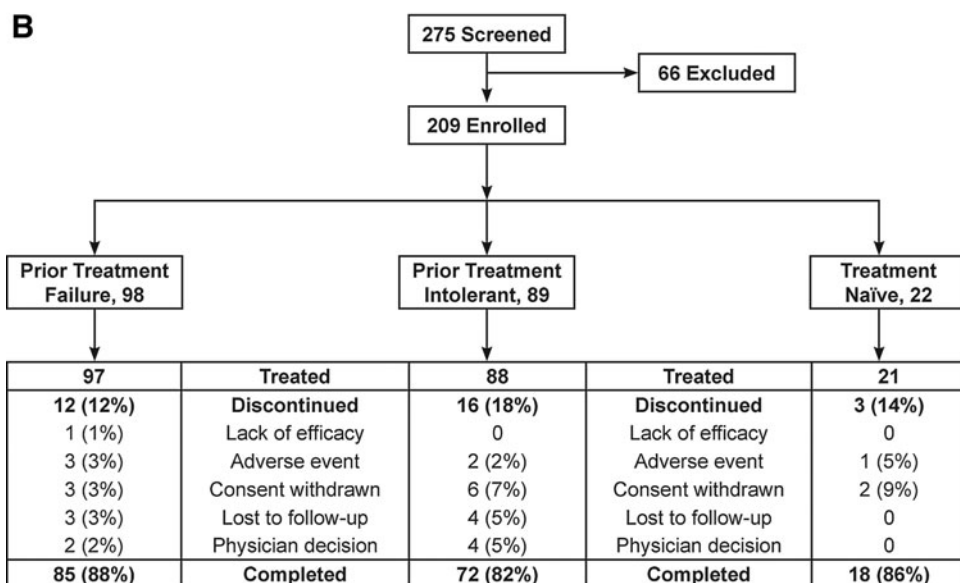 B
275 Screened
66 Excluded
209 Enrolled
Prior Treatment
Failure, 98
Prior Treatment
Intolerant, 89
Treatment
Naïve, 22
97 Treated 88 Treated 21
12 (12%) Discontinued 16 (18%) Discontinued 3 (14%)
1 (1%) Lack of efficacy 0 Lack of efficacy 0
3 (3%) Adverse event 2 (2%) Adverse event 1 (5%)
3 (3%) Consent withdrawn 6 (7%) Consent withdrawn 2 (9%)
3 (3%) Lost to follow-up 4 (5%) Lost to follow-up 0
2 (2%) Physician decision 4 (5%) Physician decision 0
85 (88%) Completed 72 (82%) Completed 18 (86%)